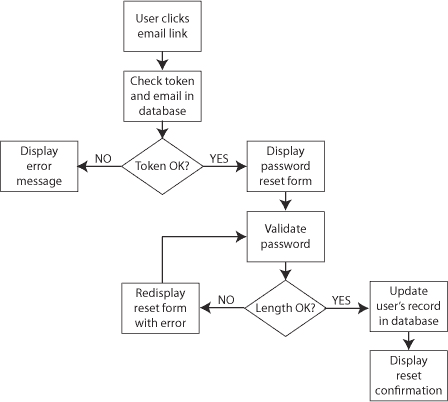 User clicks
email link
Check token
and email in
database
Display
error
message
NO
Token OK?
YES
Display
password
reset form
Validate
password
Redisplay
reset form
with error
NO
Length OK?
YES
Update
user's record
in database
Display
reset
confirmation